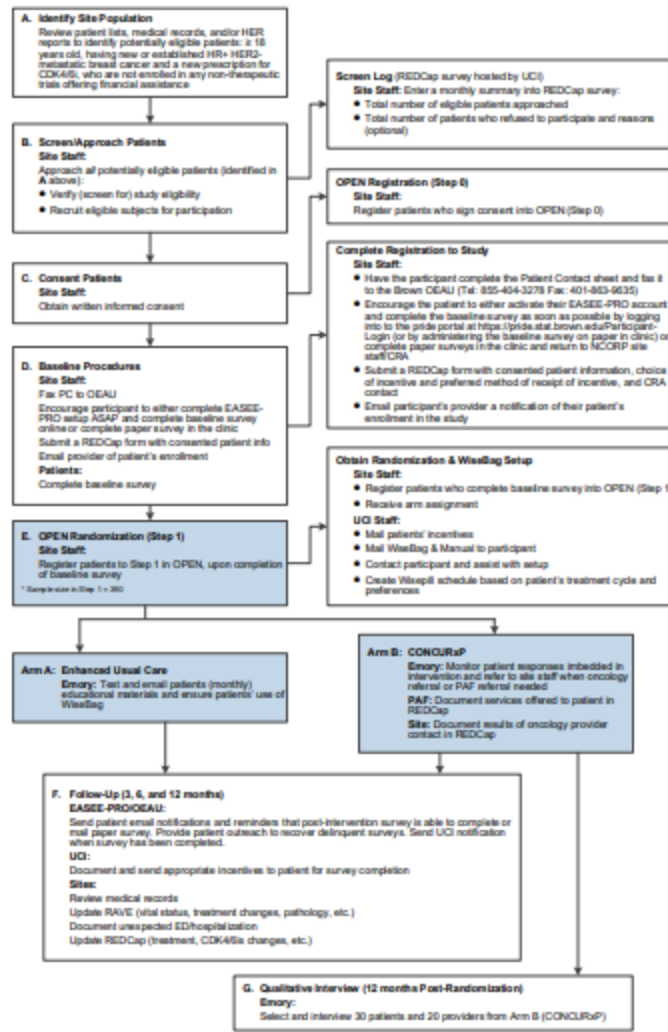 A. Identify Site Population
Review patient lists, medical records, and/or HER
reports to identify potentially eligible patients: ≥ 18
years old, having new or established HR+ HER2-
metastatic breast cancer and a new prescription for
CDK4/6i, who are not enrolled in any non-therapeutic
trials offering financial assistance
Screen Log (REDCap survey hosted by UCI)
Site Staff: Enter a monthly summary into REDCap survey:
• Total number of eligible patients approached
• Total number of patients who refused to participate and reasons
(optional)
B. Screen/Approach Patients
Site Staff:
Approach all potentially eligible patients (identified in
A above):
• Verify (screen for) study eligibility
• Recruit eligible subjects for participation
OPEN Registration (Step 0)
Site Staff:
Register patients who sign consent into OPEN (Step 0)
C. Consent Patients
Site Staff:
Obtain written informed consent
Complete Registration to Study
Site Staff:
• Have the participant complete the Patient Contact sheet and fax it
to the Brown OEAU (Tel: 855-404-3278 Fax: 401-863-9635)
• Encourage the patient to either activate their EASEE-PRO account
and complete the baseline survey as soon as possible by logging
into to the pride portal at https://pride.stat.brown.edu/Participant-
Login (or by administering the baseline survey on paper in clinic) or
complete paper surveys in the clinic and return to NCORP site
staff/CRA
• Submit a REDCap form with consented patient information, choice
of incentive and preferred method of receipt of incentive, and CRA
contact
• Email participant's provider a notification of their patient's
enrollment in the study
D. Baseline Procedures
Site Staff:
Fax PC to OEAU
Encourage participant to either complete EASEE-
PRO setup ASAP and complete baseline survey
online or complete paper survey in the clinic
Submit a REDCap form with consented patient info
Email provider of patient's enrollment
Patients:
Complete baseline survey
Obtain Randomization & WiseBag Setup
Site Staff:
• Register patients who complete baseline survey into OPEN (Step 1
• Receive arm assignment
UCI Staff:
• Mail patients' incentives
• Mail WiseBag & Manual to participant
• Contact participant and assist with setup
• Create Wisepill schedule based on patient's treatment cycle and
preferences
E. OPEN Randomization (Step 1)
Site Staff:
Register patients to Step 1 in OPEN, upon completion
of baseline survey
* Sample size in Step 1 =
Arm A: Enhanced Usual Care
Emory: Text and email patients (monthly)
educational materials and ensure patients' use of
WiseBag
Arm B: CONCURxP
Emory: Monitor patient responses imbedded in
intervention and refer to site staff when oncology
referral or PAF referral needed
PAF: Document services offered to patient in
REDCap
Site: Document results of oncology provider
contact in REDCap
F. Follow-Up (3, 6, and 12 months)
EASEE-PRO/OEAU:
Send patient email notifications and reminders that post-intervention survey is able to complete or
mail paper survey. Provide patient outreach to recover delinquent surveys. Send UCI notification
when survey has been completed.
UCI:
Document and send appropriate incentives to patient for survey completion
Sites:
Review medical records
Update RAVE (vital status, treatment changes, pathology, etc.)
Document unexpected ED/hospitalization
Update REDCap (treatment, CDK4/6is changes, etc.)
G. Qualitative Interview (12 months Post-Randomization)
Emory:
Select and interview 30 patients and 20 providers from Arm B (CONCURxP)